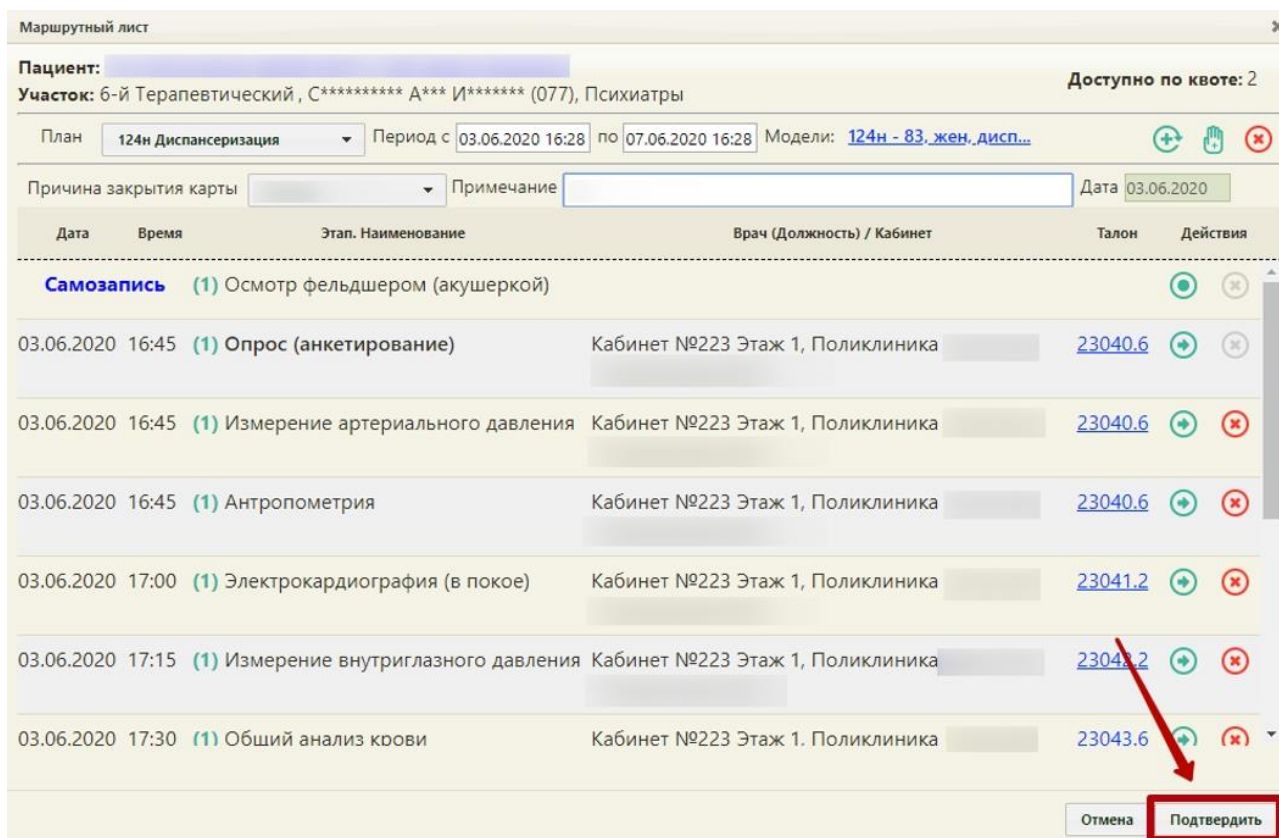 Маршрутный лист
Пациент:
Доступно по квоте: 2
Участок: 6-й Терапевтический , С********** А*** И******* (077), Психиатры
План 124н Диспансеризация Период с 03.06.2020 16:28 по 07.06.2020 16:28 Модели: 124н - 83, жен, дисп...
Причина закрытия карты Примечание Дата 03.06.2020
Дата Время Этап. Наименование Врач (Должность) / Кабинет Талон Действия
Самозапись (1) Осмотр фельдшером (акушеркой)
03.06.2020 16:45 (1) Опрос (анкетирование) Кабинет №223 Этаж 1, Поликлиника 23040.6
03.06.2020 16:45 (1) Измерение артериального давления Кабинет №223 Этаж 1, Поликлиника 23040.6
03.06.2020 16:45 (1) Антропометрия Кабинет №223 Этаж 1, Поликлиника 23040.6
03.06.2020 17:00 (1) Электрокардиография (в покое) Кабинет №223 Этаж 1, Поликлиника 23041.2
03.06.2020 17:15 (1) Измерение внутриглазного давления Кабинет №223 Этаж 1, Поликлиника 23042.2
03.06.2020 17:30 (1) Общий анализ крови Кабинет №223 Этаж 1, Поликлиника 23043.6
Отмена Подтвердить